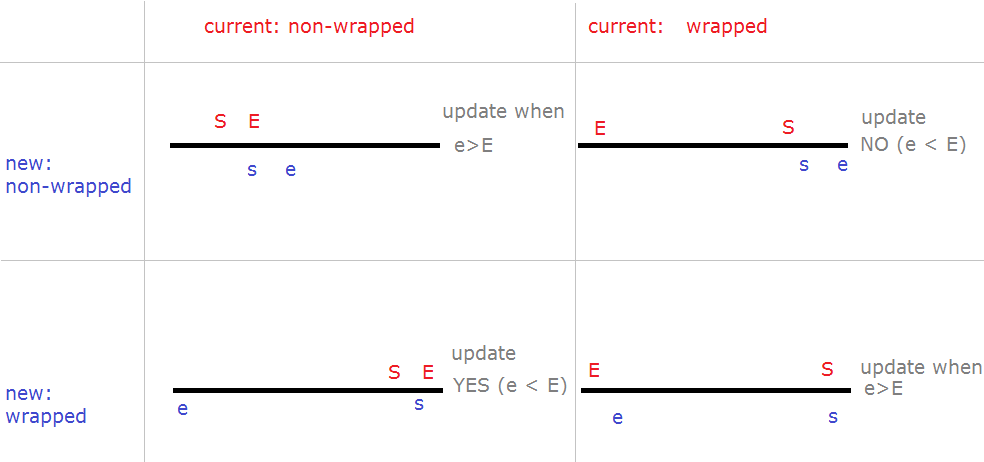 current: non-wrapped
current: wrapped
new:
non-wrapped
S E
s e
update when
e>E
E S
s e
update
NO (e < E)
new:
wrapped
S E
e s
update
YES (e < E)
E S
e s
update when
e>E